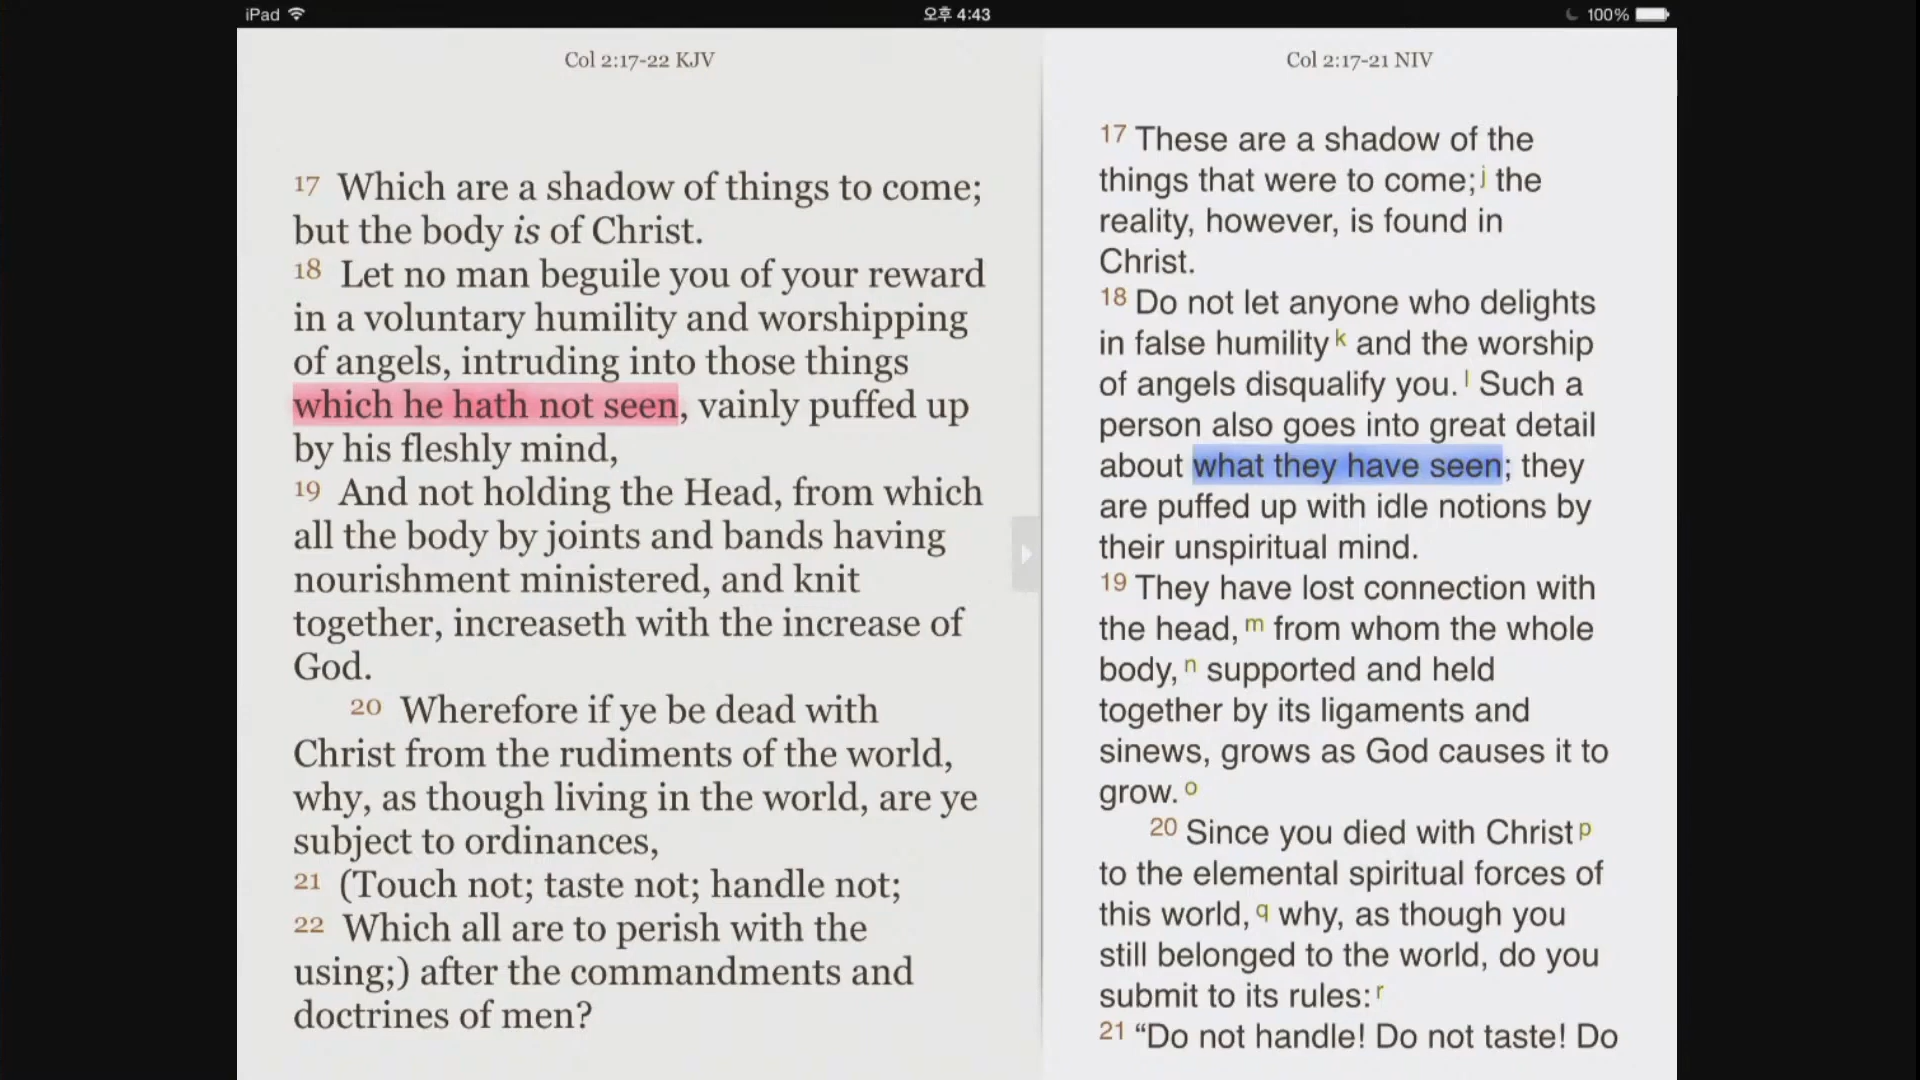 iPad
오후 4:43
100%
Col 2:17-22 KJV
17 Which are a shadow of things to come;
but the body is of Christ.
18 Let no man beguile you of your reward
in a voluntary humility and worshipping
of angels, intruding into those things
which he hath not seen, vainly puffed up
by his fleshly mind,
19 And not holding the Head, from which
all the body by joints and bands having
nourishment ministered, and knit
together, increaseth with the increase of
God.
20 Wherefore if ye be dead with
Christ from the rudiments of the world,
why, as though living in the world, are ye
subject to ordinances,
21 (Touch not; taste not; handle not;
22 Which all are to perish with the
using;) after the commandments and
doctrines of men?
Col 2:17-21 NIV
17 These are a shadow of the
things that were to come; j the
reality, however, is found in
Christ.
18 Do not let anyone who delights
in false humility k and the worship
of angels disqualify you. l Such a
person also goes into great detail
about what they have seen; they
are puffed up with idle notions by
their unspiritual mind.
19 They have lost connection with
the head, m from whom the whole
body, n supported and held
together by its ligaments and
sinews, grows as God causes it to
grow. o
20 Since you died with Christ p
to the elemental spiritual forces of
this world, q why, as though you
still belonged to the world, do you
submit to its rules: r
21 “Do not handle! Do not taste! Do